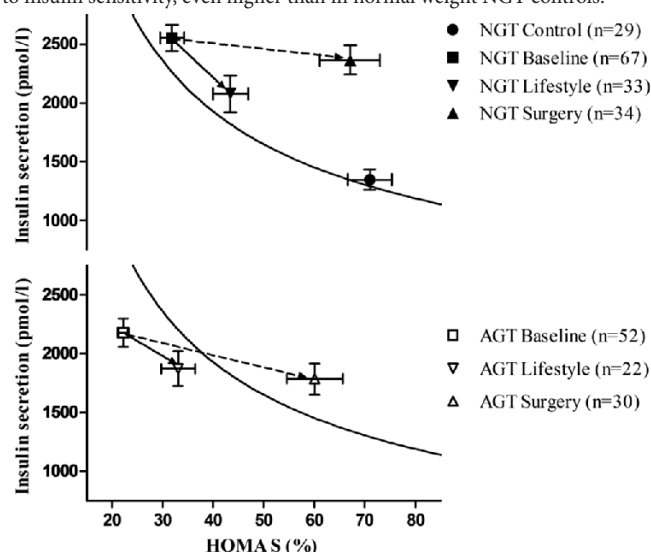 to insulin sensitivity, even higher than in normal weight NGT controls.
Insulin secretion (pmol/l)
2500
2000
1500
1000
NGT Control (n=29)
NGT Baseline (n=67)
NGT Lifestyle (n=33)
NGT Surgery (n=34)
Insulin secretion (pmol/l)
2500
2000
1500
1000
AGT Baseline (n=52)
AGT Lifestyle (n=22)
AGT Surgery (n=30)
20 30 40 50 60 70 80
HOMA S (%)